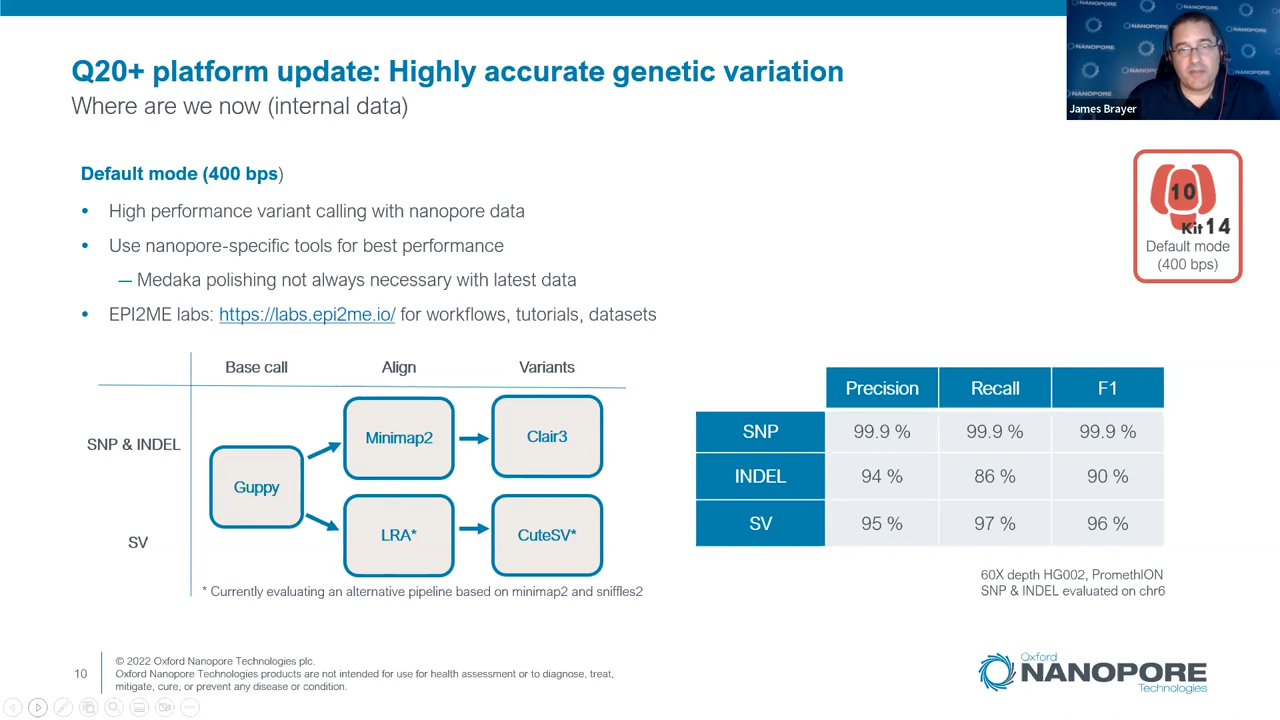 Q20+ platform update: Highly accurate genetic variation
Where are we now (internal data)
James Brayer
Default mode (400 bps)
• High performance variant calling with nanopore data
• Use nanopore-specific tools for best performance
— Medaka polishing not always necessary with latest data
• EPI2ME labs: https://labs.epi2me.io/ for workflows, tutorials, datasets
10
Kit 14
Default mode
(400 bps)
Base call Align Variants
SNP & INDEL
Minimap2 Clair3
Guppy
SV
LRA* CuteSV*
* Currently evaluating an alternative pipeline based on minimap2 and sniffles2
Precision Recall F1
SNP 99.9 % 99.9 % 99.9 %
INDEL 94 % 86 % 90 %
SV 95 % 97 % 96 %
60X depth HG002, PromethION
SNP & INDEL evaluated on chr6
10
© 2022 Oxford Nanopore Technologies plc.
Oxford Nanopore Technologies products are not intended for use for health assessment or to diagnose, treat,
mitigate, cure, or prevent any disease or condition.
Oxford
NANOPORE
Technologies